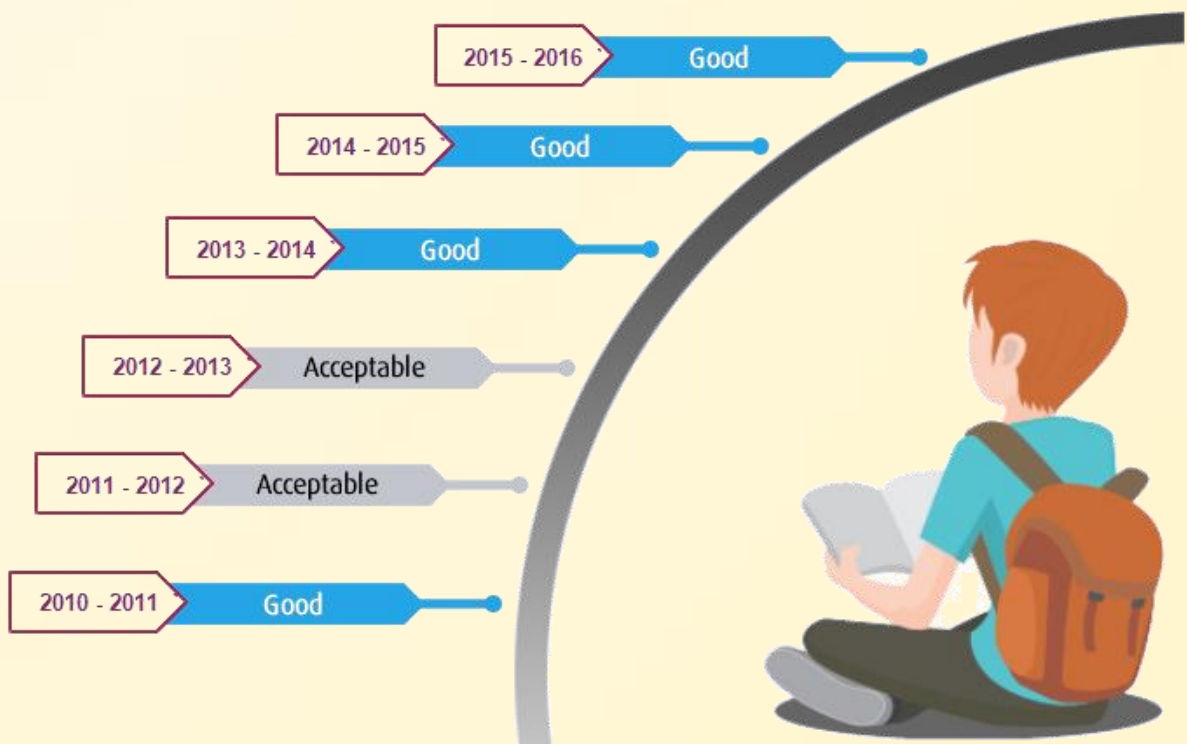 2015 - 2016 Good
2014 - 2015 Good
2013 - 2014 Good
2012 - 2013 Acceptable
2011 - 2012 Acceptable
2010 - 2011 Good